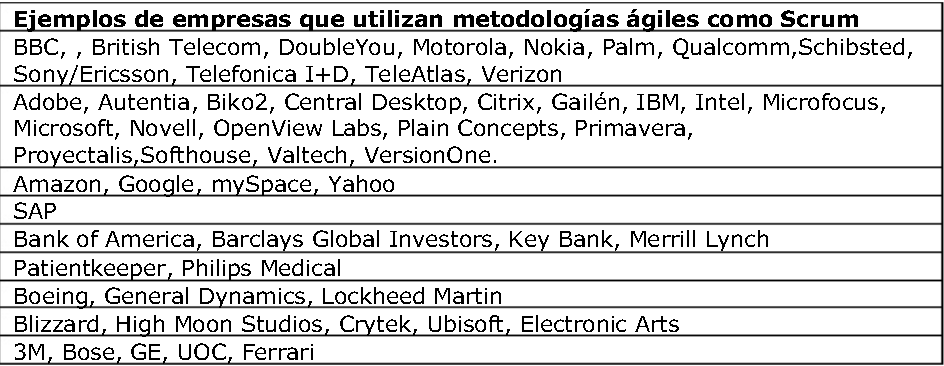 Ejemplos de empresas que utilizan metodologías ágiles como Scrum
BBC, , British Telecom, DoubleYou, Motorola, Nokia, Palm, Qualcomm,Schibsted,
Sony/Ericsson, Telefonica I+D, TeleAtlas, Verizon
Adobe, Autentia, Biko2, Central Desktop, Citrix, Gailén, IBM, Intel, Microfocus,
Microsoft, Novell, OpenView Labs, Plain Concepts, Primavera,
Proyectalis,Softhouse, Valtech, VersionOne.
Amazon, Google, mySpace, Yahoo
SAP
Bank of America, Barclays Global Investors, Key Bank, Merrill Lynch
Patientkeeper, Philips Medical
Boeing, General Dynamics, Lockheed Martin
Blizzard, High Moon Studios, Crytek, Ubisoft, Electronic Arts
3M, Bose, GE, UOC, Ferrari